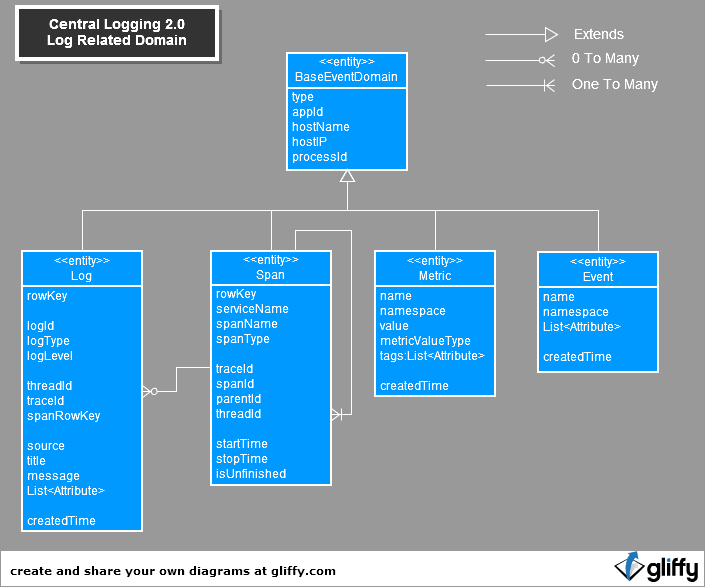 Central Logging 2.0
Log Related Domain
Extends
0 To Many
One To Many
<<entity>>
BaseEventDomain
type
appId
hostName
hostIP
processId
<<entity>>
Log
rowKey
logId
logType
logLevel
threadId
traceId
spanRowKey
source
title
message
List<Attribute>
createdTime
<<entity>>
Span
rowKey
serviceName
spanName
spanType
traceId
spanId
parentId
threadId
startTime
stopTime
isUnfinished
<<entity>>
Metric
name
namespace
value
metricValueType
tags:List<Attribute>
createdTime
<<entity>>
Event
name
namespace
List<Attribute>
createdTime
create and share your own diagrams at gliffy.com
gliffy